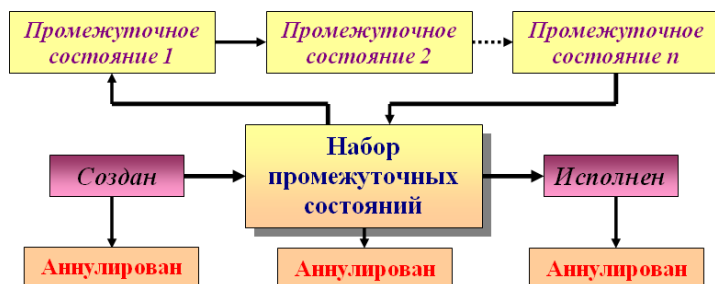 Промежуточное
состояние 1
Промежуточное
состояние 2
Промежуточное
состояние n
Создан
Набор
промежуточных
состояний
Исполнен
Аннулирован
Аннулирован
Аннулирован